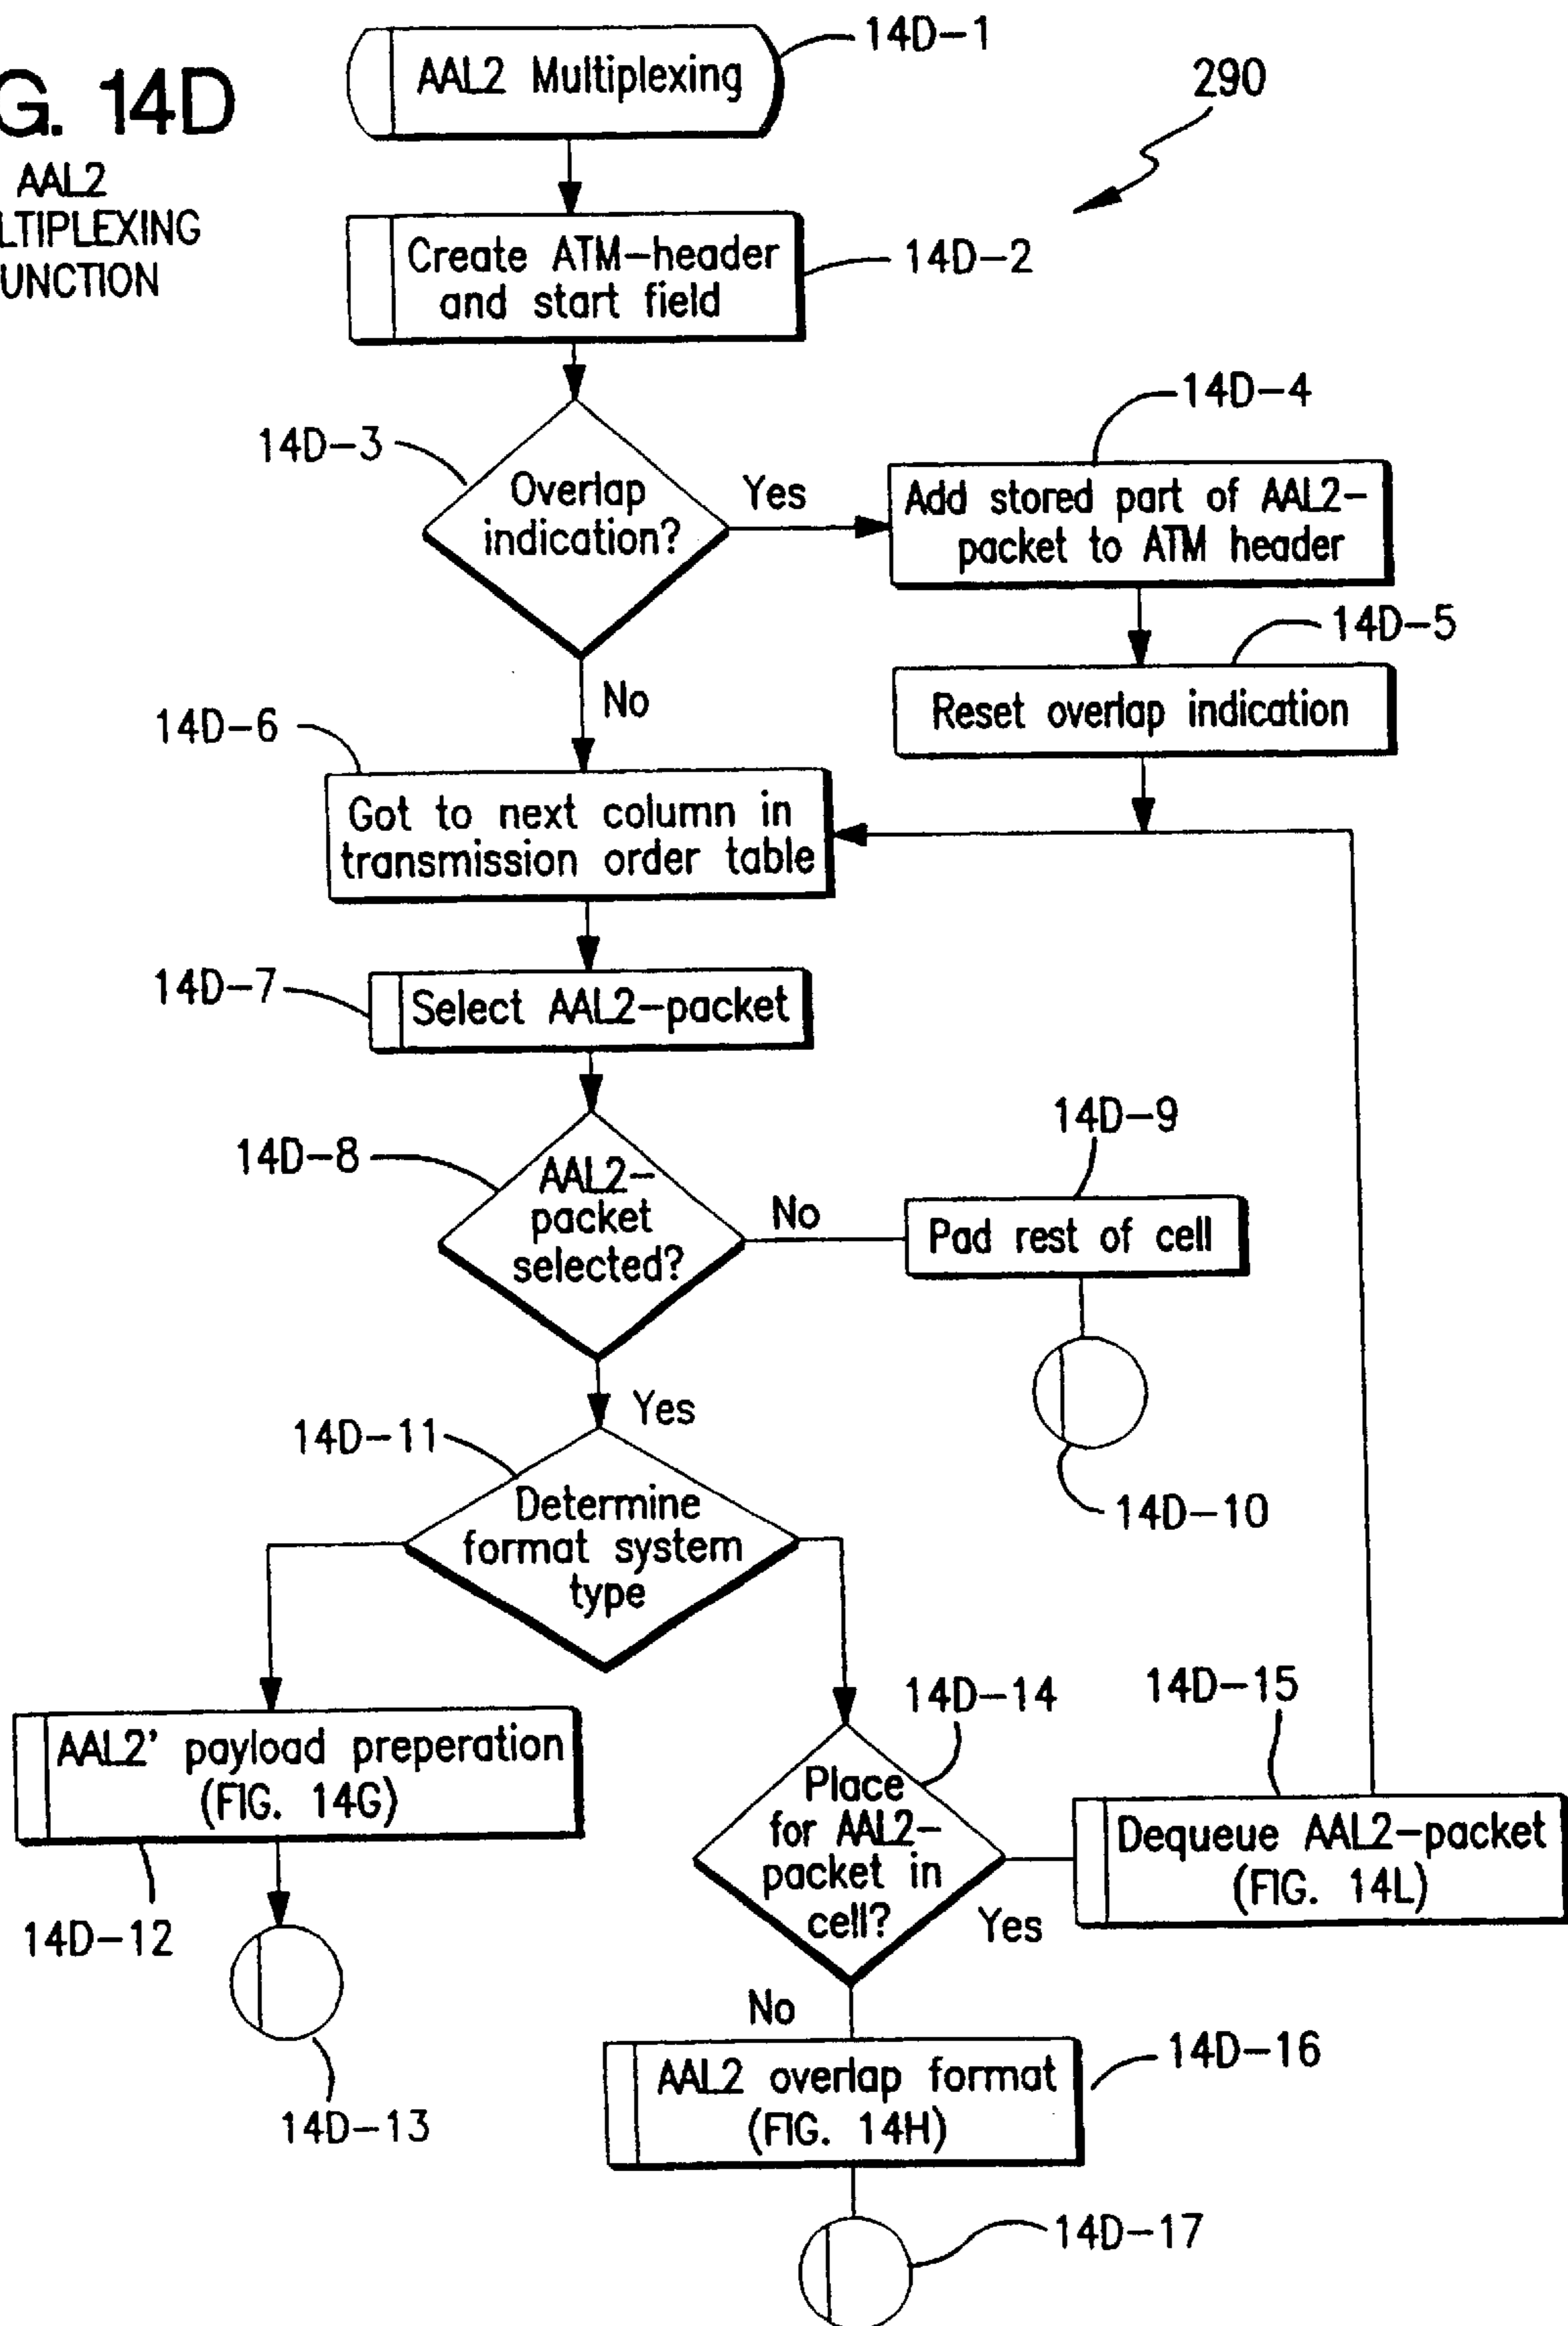 G. 14D
AAL2
LTIPLEXING
UNCTION
AAL2 Multiplexing
14D-1
290
Create ATM-header
and start field
14D-2
14D-3
Overlap
indication?
Yes
14D-4
Add stored part of AAL2-
packet to ATM header
14D-5
Reset overlap indication
No
14D-6
Got to next column in
transmission order table
14D-7
Select AAL2-packet
14D-8
AAL2-
packet
selected?
No
14D-9
Pad rest of cell
14D-10
Yes
14D-11
Determine
format system
type
AAL2' payload preperation
(FIG. 14G)
14D-12
14D-13
14D-14
Place
for AAL2-
packet in
cell?
Yes
14D-15
Dequeue AAL2-packet
(FIG. 14L)
No
AAL2 overlap format
(FIG. 14H)
14D-16
14D-17